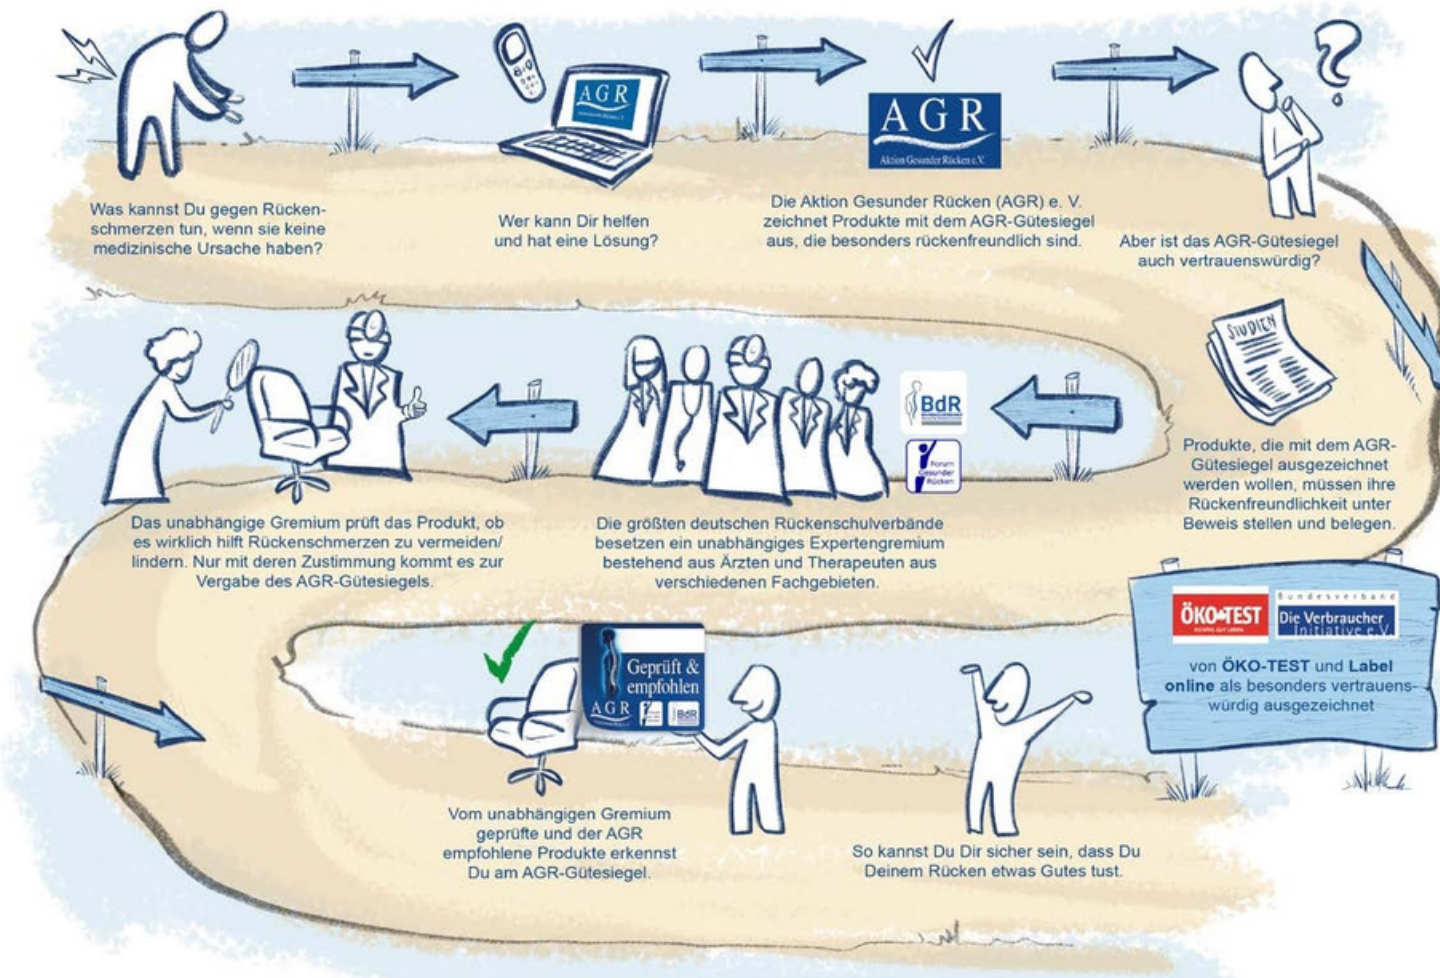 AGR
AGR
Aktion Gesunder Rücken e.V.
Was kannst Du gegen Rücken-
schmerzen tun, wenn sie keine
medizinische Ursache haben?
Wer kann Dir helfen
und hat eine Lösung?
Die Aktion Gesunder Rücken (AGR) e. V.
zeichnet Produkte mit dem AGR-Gütesiegel
aus, die besonders rückenfreundlich sind.
?
Aber ist das AGR-Gütesiegel
auch vertrauenswürdig?
STUDIEN
Produkte, die mit dem AGR-
Gütesiegel ausgezeichnet
werden wollen, müssen ihre
Rückenfreundlichkeit unter
Beweis stellen und belegen.
BdR
Forum
Gesunder
Rücken
Die größten deutschen Rückenschulverbände
besetzen ein unabhängiges Expertengremium
bestehend aus Ärzten und Therapeuten aus
verschiedenen Fachgebieten.
Das unabhängige Gremium prüft das Produkt, ob
es wirklich hilft Rückenschmerzen zu vermeiden/
lindern. Nur mit deren Zustimmung kommt es zur
Vergabe des AGR-Gütesiegels.
Geprüft &
empfohlen
AGR
BdR
Vom unabhängigen Gremium
geprüfte und der AGR
empfohlene Produkte erkennst
Du am AGR-Gütesiegel.
So kannst Du Dir sicher sein, dass Du
Deinem Rücken etwas Gutes tust.
ÖKO-TEST
RICHTIG GUT LEBEN
Bundesverband
Die Verbraucher
Initiative e.V.
von ÖKO-TEST und Label
online als besonders vertrauens-
würdig ausgezeichnet